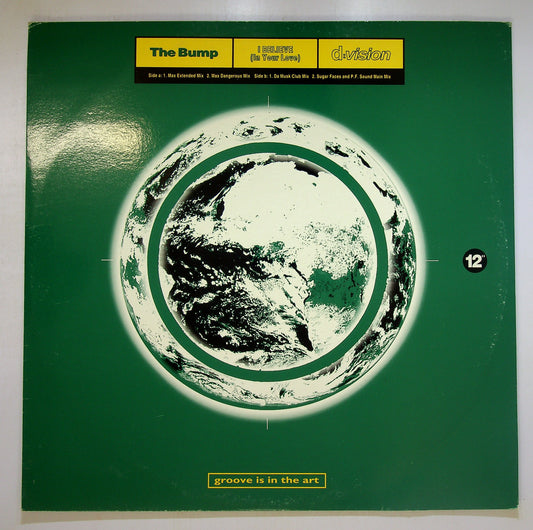 The Bump
I BELIEVE
(In Your Love)
d:vision
Side a: 1. Max Extended Mix 2. Max Dangerous Mix Side b: 1. Da Musk Club Mix 2. Sugar Faces and P.F. Sound Main Mix
12"
groove is in the art